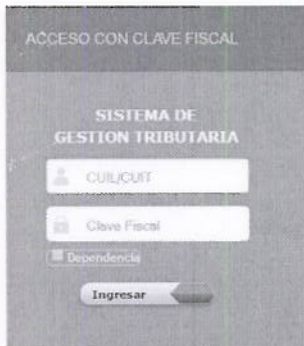 ACCESO CON CLAVE FISCAL
SISTEMA DE
GESTION TRIBUTARIA
CUIL/CUIT
Clave Fiscal
Dependencia
Ingresar